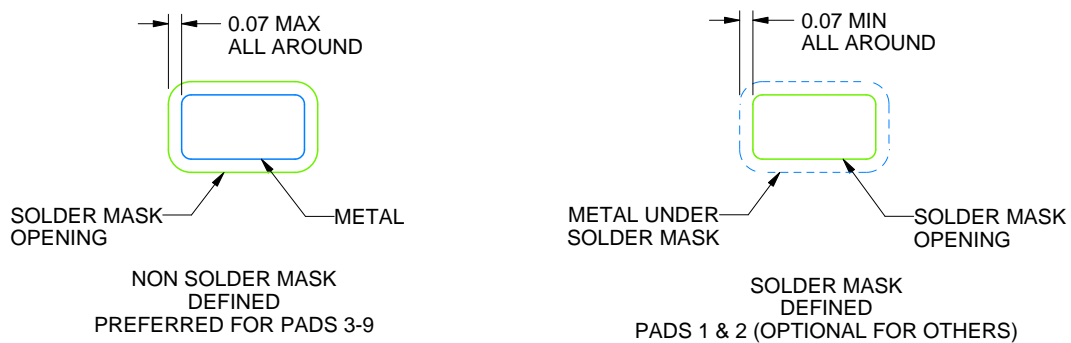 0.07 MAX
ALL AROUND
SOLDER MASK
OPENING
METAL
NON SOLDER MASK
DEFINED
PREFERRED FOR PADS 3-9
0.07 MIN
ALL AROUND
METAL UNDER
SOLDER MASK
SOLDER MASK
OPENING
SOLDER MASK
DEFINED
PADS 1 & 2 (OPTIONAL FOR OTHERS)